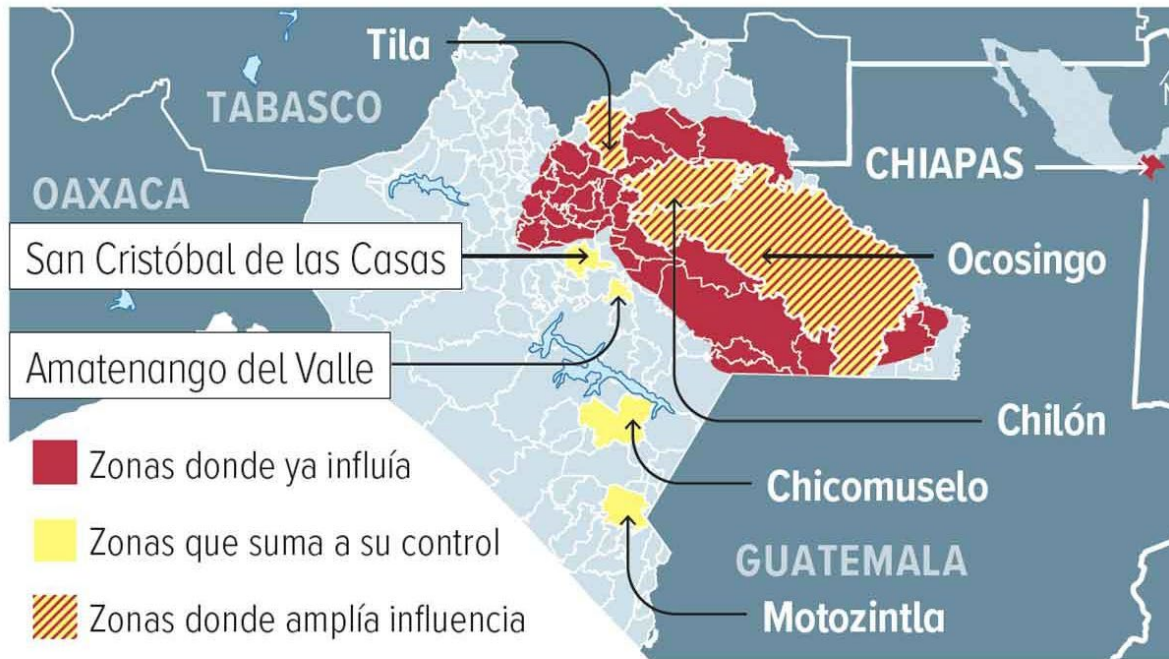 Tila
TABASCO
OAXACA
CHIAPAS
San Cristóbal de las Casas
Ocosingo
Amatenango del Valle
Chilón
Zonas donde ya influía
Chicomuselo
Zonas que suma a su control
GUATEMALA
Zonas donde amplía influencia
Motozintla